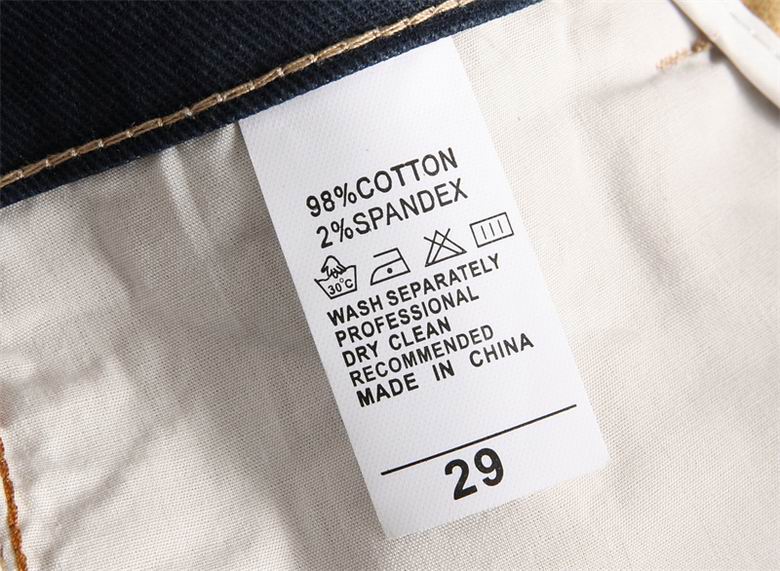 98%COTTON
2%SPANDEX
30°C
WASH SEPARATELY
PROFESSIONAL
DRY CLEAN
RECOMMENDED
MADE IN CHINA
29